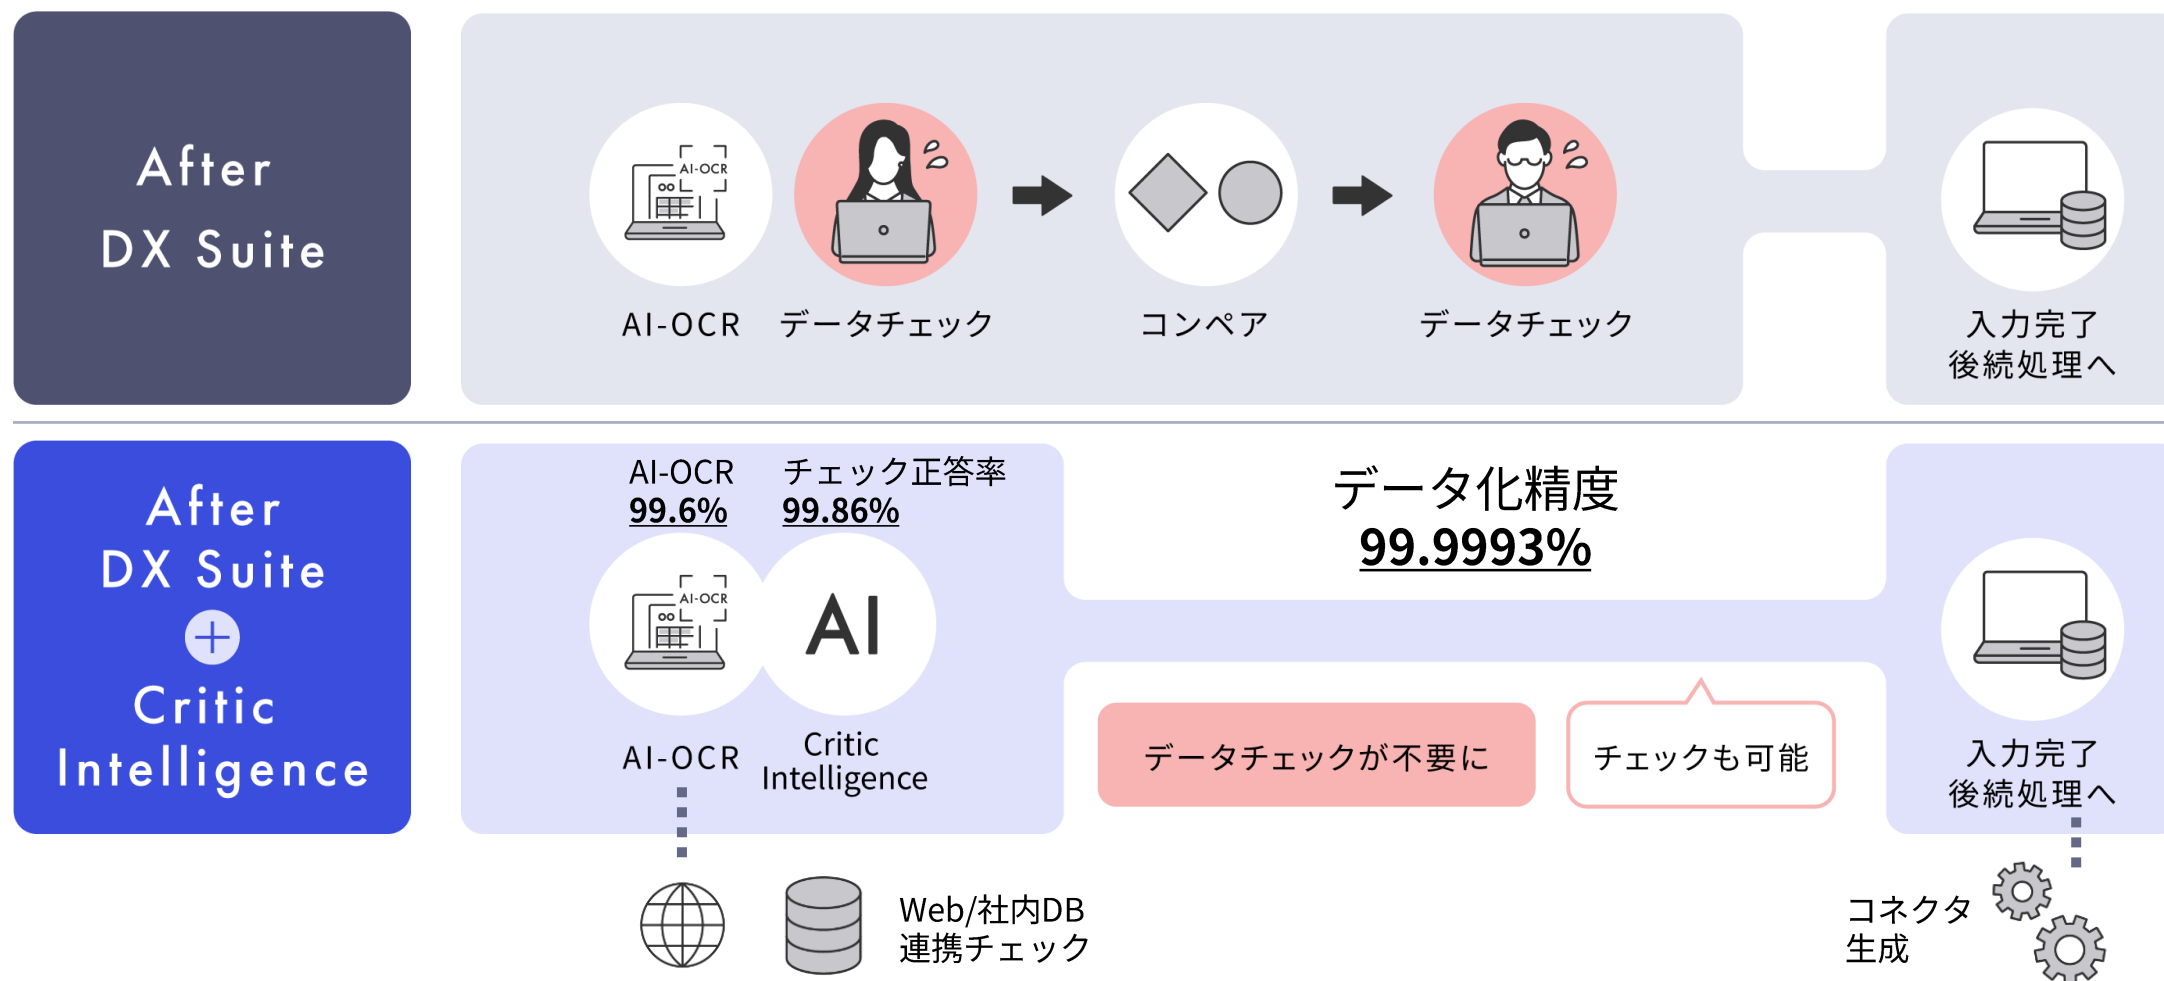 After
DX Suite
AI-OCR
AI-OCR
データチェック
コンペア
データチェック
入力完了
後続処理へ
After
DX Suite
+
Critic
Intelligence
AI-OCR
99.6%
チェック正答率
99.86%
AI-OCR
AI
AI-OCR
Critic
Intelligence
データ化精度
99.9993%
データチェックが不要に
チェックも可能
入力完了
後続処理へ
Web/社内DB
連携チェック
コネクタ
生成